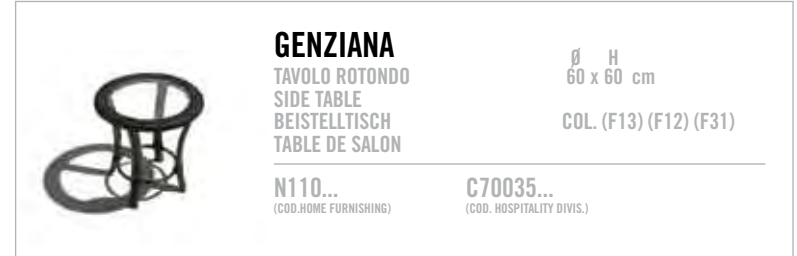 GENZIANA
TAVOLO ROTONDO
SIDE TABLE
BEISTELLTISCH
TABLE DE SALON
Ø H
60 x 60 cm
COL. (F13) (F12) (F31)
N110...
(COD.HOME FURNISHING)
C70035...
(COD. HOSPITALITY DIVIS.)